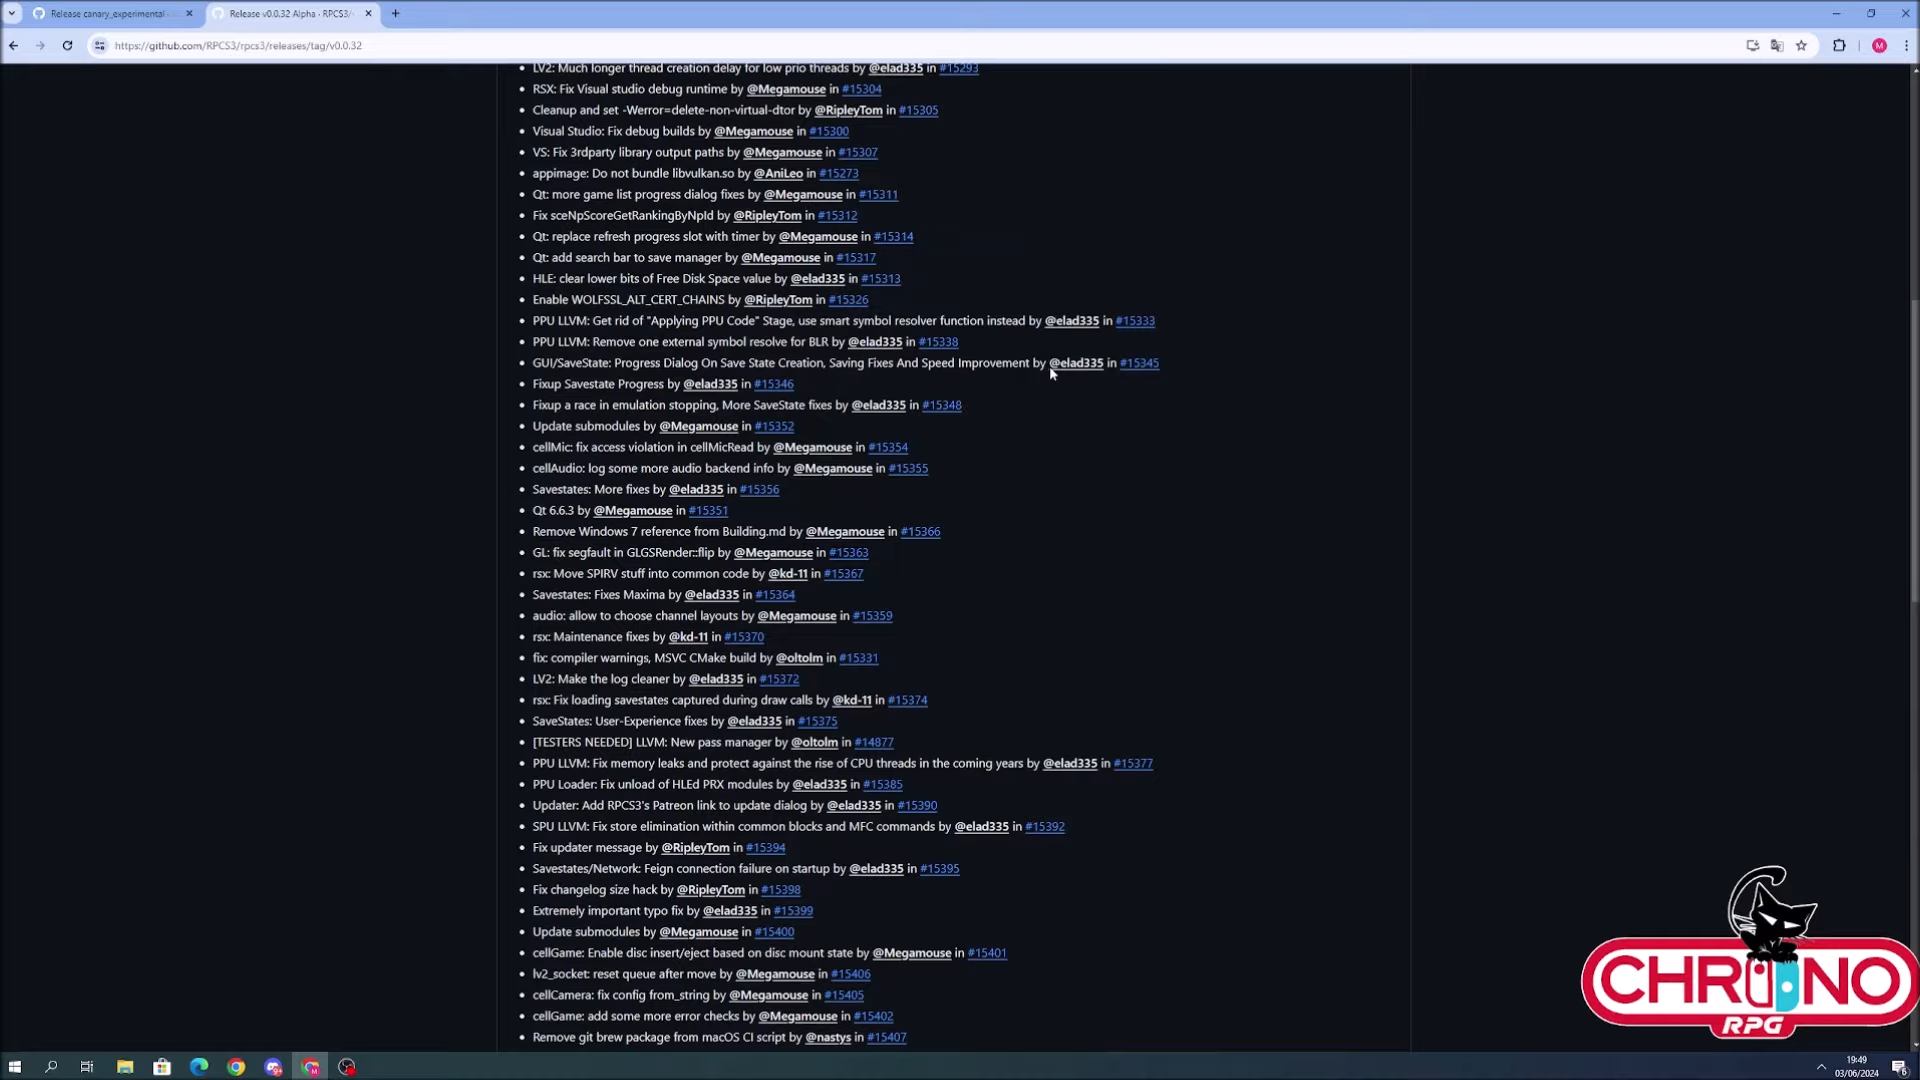 Release canary_experimental
Release v0.0.32 Alpha · RPCS3/
https://github.com/RPCS3/rpcs3/releases/tag/v0.0.32
M
LV2: Much longer thread creation delay for low prio threads by @elad335 in #15293
RSX: Fix Visual studio debug runtime by @Megamouse in #15304
Cleanup and set -Werror=delete-non-virtual-dtor by @RipleyTom in #15305
Visual Studio: Fix debug builds by @Megamouse in #15300
VS: Fix 3rdparty library output paths by @Megamouse in #15307
appimage: Do not bundle libvulkan.so by @AniLeo in #15273
Qt: more game list progress dialog fixes by @Megamouse in #15311
Fix sceNpScoreGetRankingByNpId by @RipleyTom in #15312
Qt: replace refresh progress slot with timer by @Megamouse in #15314
Qt: add search bar to save manager by @Megamouse in #15317
HLE: clear lower bits of Free Disk Space value by @elad335 in #15313
Enable WOLFSSL_ALT_CERT_CHAINS by @RipleyTom in #15326
PPU LLVM: Get rid of "Applying PPU Code" Stage, use smart symbol resolver function instead by @elad335 in #15333
PPU LLVM: Remove one external symbol resolve for BLR by @elad335 in #15338
GUI/SaveState: Progress Dialog On Save State Creation, Saving Fixes And Speed Improvement by @elad335 in #15345
Fixup Savestate Progress by @elad335 in #15346
Fixup a race in emulation stopping, More SaveState fixes by @elad335 in #15348
Update submodules by @Megamouse in #15352
cellMic: fix access violation in cellMicRead by @Megamouse in #15354
cellAudio: log some more audio backend info by @Megamouse in #15355
Savestates: More fixes by @elad335 in #15356
Qt 6.6.3 by @Megamouse in #15351
Remove Windows 7 reference from Building.md by @Megamouse in #15366
GL: fix segfault in GLGSRender::flip by @Megamouse in #15363
rsx: Move SPIRV stuff into common code by @kd-11 in #15367
Savestates: Fixes Maxima by @elad335 in #15364
audio: allow to choose channel layouts by @Megamouse in #15359
rsx: Maintenance fixes by @kd-11 in #15370
fix: compiler warnings, MSVC CMake build by @oltolm in #15331
LV2: Make the log cleaner by @elad335 in #15372
rsx: Fix loading savestates captured during draw calls by @kd-11 in #15374
SaveStates: User-Experience fixes by @elad335 in #15375
[TESTERS NEEDED] LLVM: New pass manager by @oltolm in #14877
PPU LLVM: Fix memory leaks and protect against the rise of CPU threads in the coming years by @elad335 in #15377
PPU Loader: Fix unload of HLEd PRX modules by @elad335 in #15385
Updater: Add RPCS3's Patreon link to update dialog by @elad335 in #15390
SPU LLVM: Fix store elimination within common blocks and MFC commands by @elad335 in #15392
Fix updater message by @RipleyTom in #15394
Savestates/Network: Feign connection failure on startup by @elad335 in #15395
Fix changelog size hack by @RipleyTom in #15398
Extremely important typo fix by @elad335 in #15399
Update submodules by @Megamouse in #15400
cellGame: Enable disc insert/eject based on disc mount state by @Megamouse in #15401
lv2_socket: reset queue after move by @Megamouse in #15406
cellCamera: fix config from_string by @Megamouse in #15405
cellGame: add some more error checks by @Megamouse in #15402
Remove git brew package from macOS CI script by @nastys in #15407
CHRONO
RPG
19:49
03/06/2024